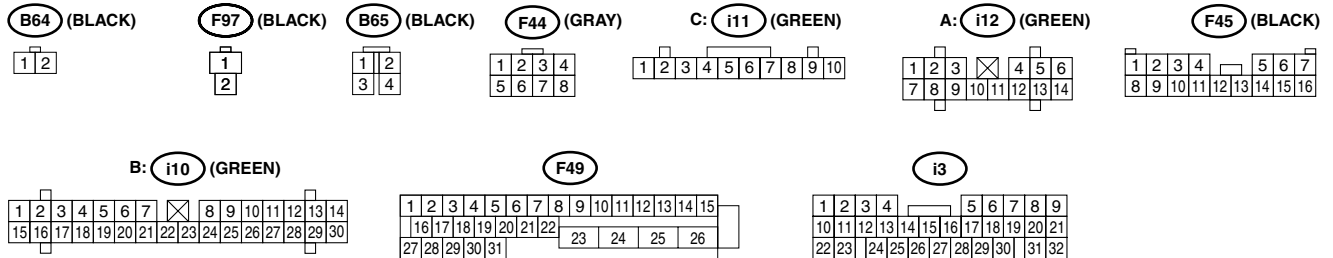 B64 (BLACK)
F97 (BLACK)
B65 (BLACK)
F44 (GRAY)
C: i11 (GREEN)
A: i12 (GREEN)
F45 (BLACK)
1 2
1
2
1 2
3 4
1 2 3 4
5 6 7 8
1 2 3 4 5 6 7 8 9 10
1 2 3 4 5 6
7 8 9 10 11 12 13 14
1 2 3 4 5 6 7
8 9 10 11 12 13 14 15 16
B: i10 (GREEN)
F49
i3
1 2 3 4 5 6 7 8 9 10 11 12 13 14
15 16 17 18 19 20 21 22 23 24 25 26 27 28 29 30
1 2 3 4 5 6 7 8 9 10 11 12 13 14 15
16 17 18 19 20 21 22 23 24 25 26
27 28 29 30 31
1 2 3 4 5 6 7 8 9
10 11 12 13 14 15 16 17 18 19 20 21
22 23 24 25 26 27 28 29 30 31 32